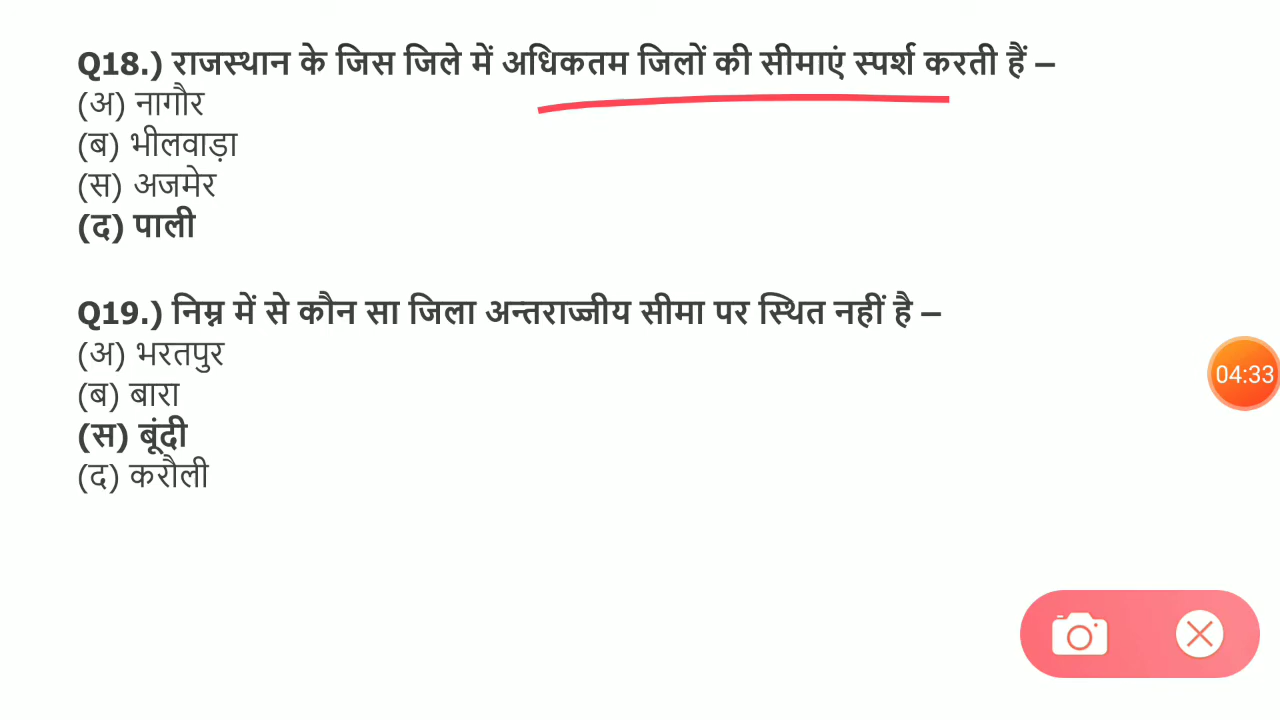 Q18.) राजस्थान के जिस जिले में अधिकतम जिलों की सीमाएं स्पर्श करती हैं –
(अ) नागौर
(ब) भीलवाड़ा
(स) अजमेर
(द) पाली
Q19.) निम्न में से कौन सा जिला अन्तराज्जीय सीमा पर स्थित नहीं है –
(अ) भरतपुर
(ब) बारा
(स) बूंदी
(द) करौली
04:33